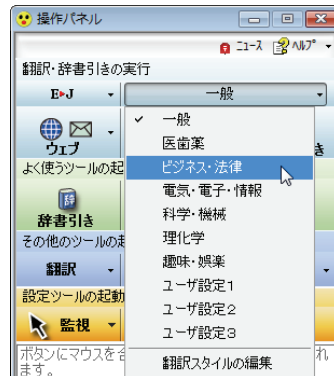 操作パネル
ニュース ヘルプ
翻訳・辞書引きの実行
E▶J 一般
ウェブ き
✓ 一般
医歯薬
ビジネス・法律
電気・電子・情報
科学・機械
理化学
趣味・娯楽
ユーザ設定1
ユーザ設定2
ユーザ設定3
翻訳スタイルの編集
よく使うツールの起
辞書引き
その他のツールの起
翻訳
設定ツールの起動
監視
ボタンにマウスを合 れ
ます。